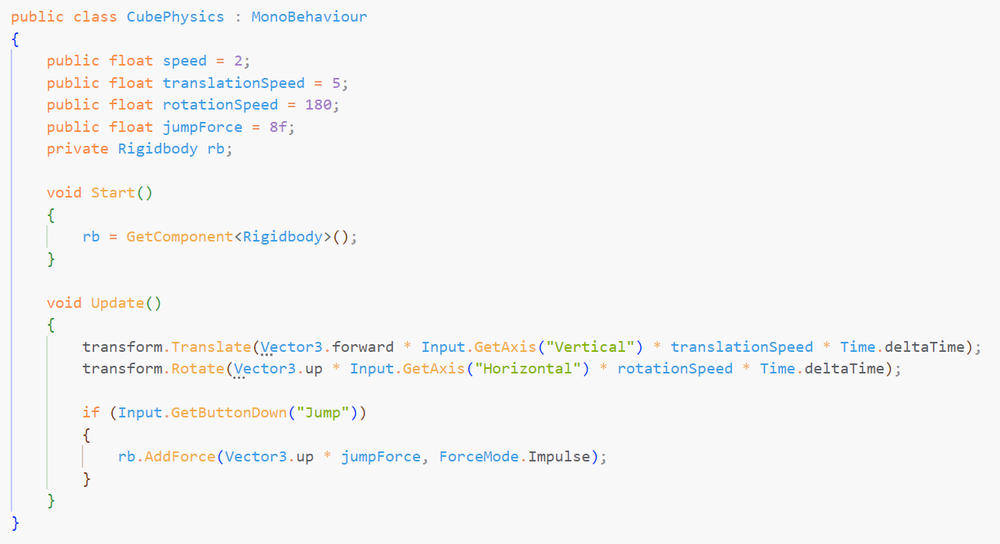 public class CubePhysics : MonoBehaviour
{
    public float speed = 2;
    public float translationSpeed = 5;
    public float rotationSpeed = 180;
    public float jumpForce = 8f;
    private Rigidbody rb;

    void Start()
    {
        rb = GetComponent<Rigidbody>();
    }

    void Update()
    {
        transform.Translate(Vector3.forward * Input.GetAxis("Vertical") * translationSpeed * Time.deltaTime);
        transform.Rotate(Vector3.up * Input.GetAxis("Horizontal") * rotationSpeed * Time.deltaTime);

        if (Input.GetButtonDown("Jump"))
        {
            rb.AddForce(Vector3.up * jumpForce, ForceMode.Impulse);
        }
    }
}